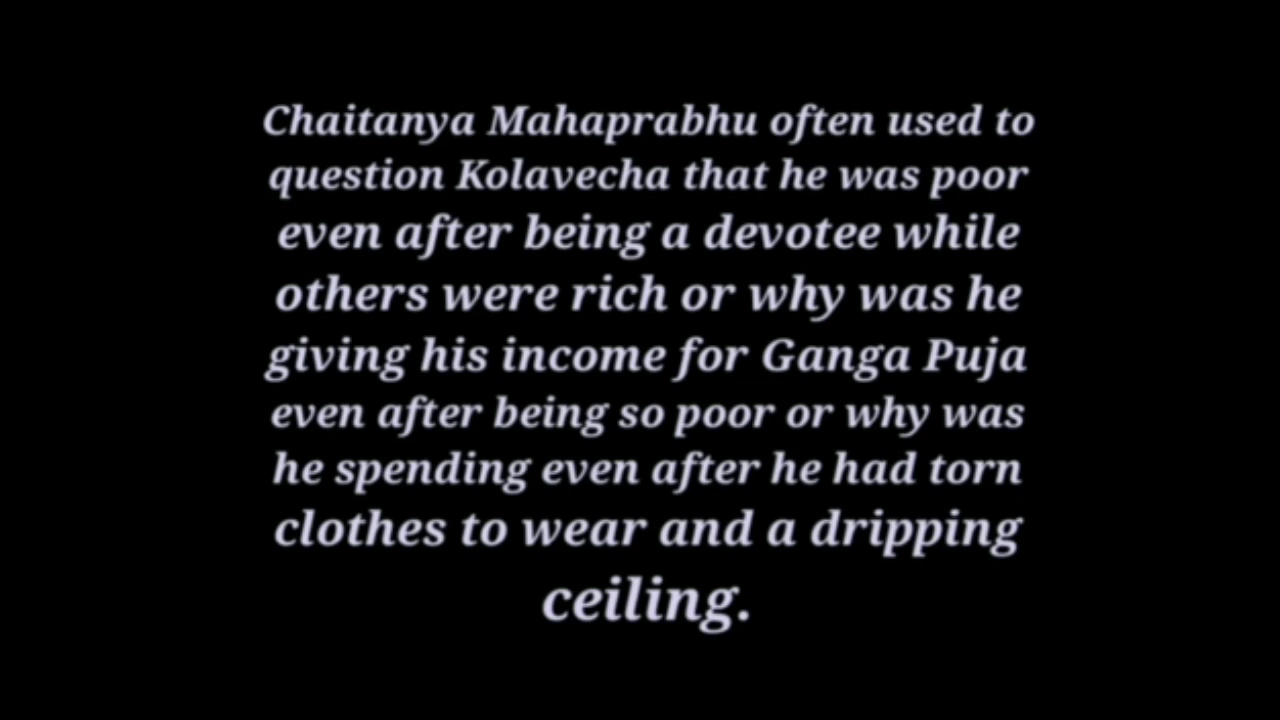 Chaitanya Mahaprabhu often used to
question Kolavecha that he was poor
even after being a devotee while
others were rich or why was he
giving his income for Ganga Puja
even after being so poor or why was
he spending even after he had torn
clothes to wear and a dripping
ceiling.